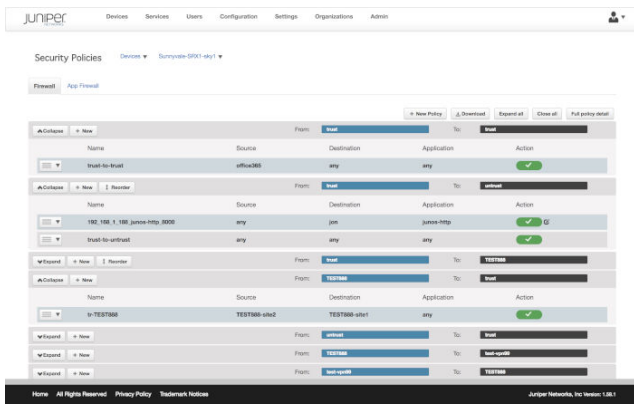 JUNIPER NETWORKS Devices Services Users Configuration Settings Organizations Admin
Security Policies Devices Sunnyvale-SRX1-sky1
Firewall App Firewall
+ New Policy Download Expand all Close all Full policy detail
Collapse + New From: trust To: trust
Name Source Destination Application Action
trust-to-trust office365 any any
Collapse + New Reorder From: trust To: untrust
Name Source Destination Application Action
192_168_1_188_junos-http_8000 any jon junos-http
trust-to-untrust any any any
Expand + New Reorder From: trust To: TEST888
Collapse + New From: TEST888 To: trust
Name Source Destination Application Action
tr-TEST888 TEST888-site2 TEST888-site1 any
Expand + New From: untrust To: trust
Expand + New From: TEST888 To: test-vpn99
Expand + New From: test-vpn99 To: TEST888
Home All Rights Reserved Privacy Policy Trademark Notices Juniper Networks, Inc Version: 1.58.1